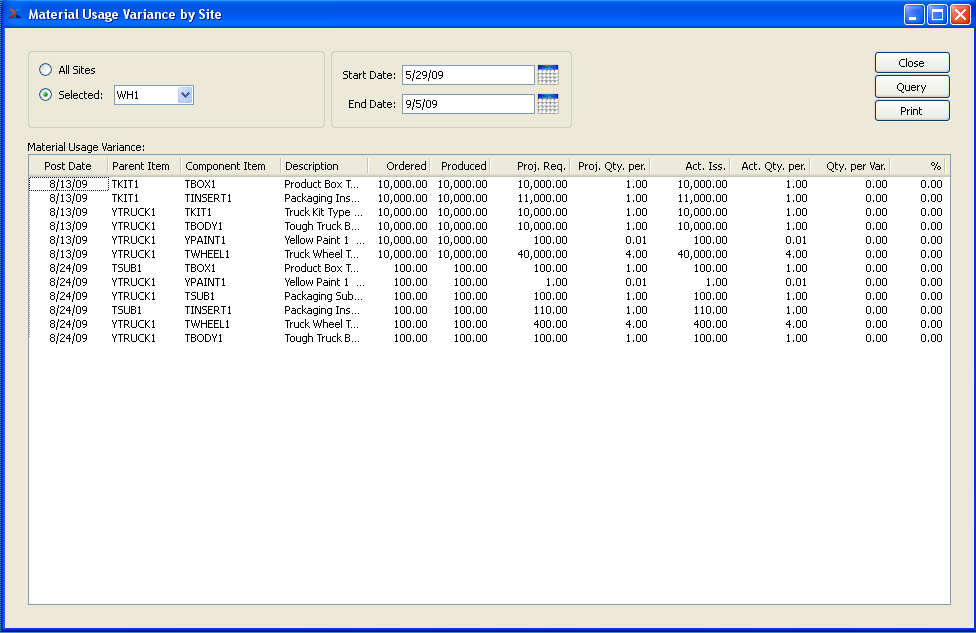 Material Usage Variance by Site
All Sites
Selected: WH1
Start Date: 5/29/09
End Date: 9/5/09
Close
Query
Print
Material Usage Variance:
Post Date Parent Item Component Item Description Ordered Produced Proj. Req. Proj. Qty. per. Act. Iss. Act. Qty. per. Qty. per Var. %
8/13/09 TKIT1 TBOX1 Product Box T... 10,000.00 10,000.00 10,000.00 1.00 10,000.00 1.00 0.00 0.00
8/13/09 TKIT1 TINSERT1 Packaging Ins... 10,000.00 10,000.00 11,000.00 1.00 11,000.00 1.00 0.00 0.00
8/13/09 YTRUCK1 TKIT1 Truck Kit Type ... 10,000.00 10,000.00 10,000.00 1.00 10,000.00 1.00 0.00 0.00
8/13/09 YTRUCK1 TBODY1 Tough Truck B... 10,000.00 10,000.00 10,000.00 1.00 10,000.00 1.00 0.00 0.00
8/13/09 YTRUCK1 YPAINT1 Yellow Paint 1 ... 10,000.00 10,000.00 100.00 0.01 100.00 0.01 0.00 0.00
8/13/09 YTRUCK1 TWHEEL1 Truck Wheel T... 10,000.00 10,000.00 40,000.00 4.00 40,000.00 4.00 0.00 0.00
8/24/09 TSUB1 TBOX1 Product Box T... 100.00 100.00 100.00 1.00 100.00 1.00 0.00 0.00
8/24/09 YTRUCK1 YPAINT1 Yellow Paint 1 ... 100.00 100.00 1.00 0.01 1.00 0.01 0.00 0.00
8/24/09 YTRUCK1 TSUB1 Packaging Sub... 100.00 100.00 100.00 1.00 100.00 1.00 0.00 0.00
8/24/09 TSUB1 TINSERT1 Packaging Ins... 100.00 100.00 110.00 1.00 110.00 1.00 0.00 0.00
8/24/09 YTRUCK1 TWHEEL1 Truck Wheel T... 100.00 100.00 400.00 4.00 400.00 4.00 0.00 0.00
8/24/09 YTRUCK1 TBODY1 Tough Truck B... 100.00 100.00 100.00 1.00 100.00 1.00 0.00 0.00